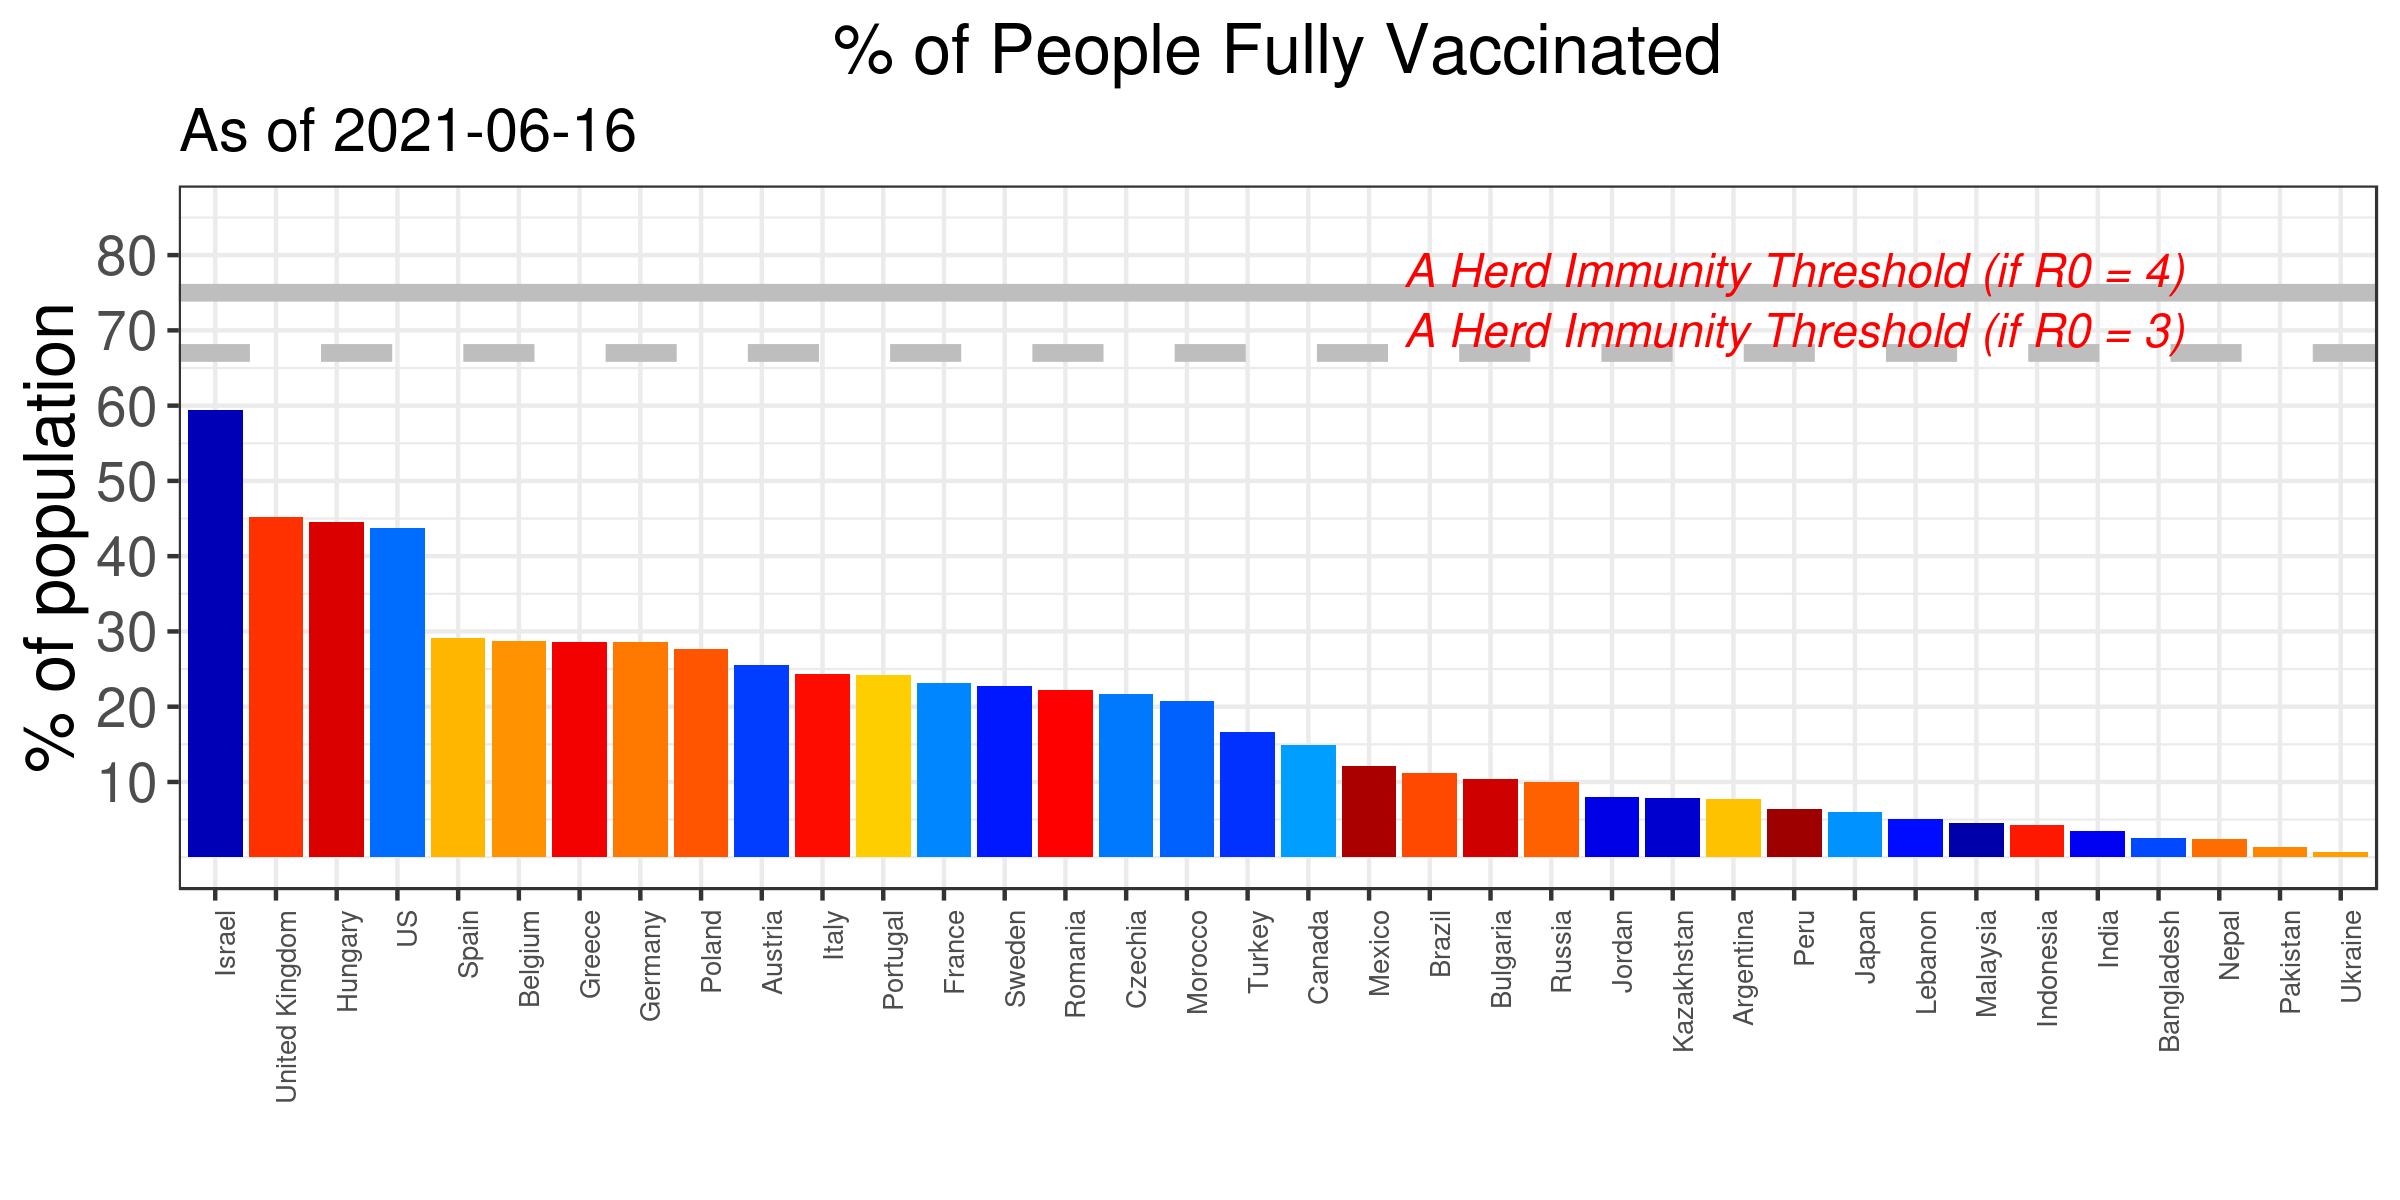 % of People Fully Vaccinated
As of 2021-06-16
% of population
80
70
60
50
40
30
20
10
A Herd Immunity Threshold (if R0 = 4)
A Herd Immunity Threshold (if R0 = 3)
Israel
United Kingdom
Hungary
US
Spain
Belgium
Greece
Germany
Poland
Austria
Italy
Portugal
France
Sweden
Romania
Czechia
Morocco
Turkey
Canada
Mexico
Brazil
Bulgaria
Russia
Jordan
Kazakhstan
Argentina
Peru
Japan
Lebanon
Malaysia
Indonesia
India
Bangladesh
Nepal
Pakistan
Ukraine